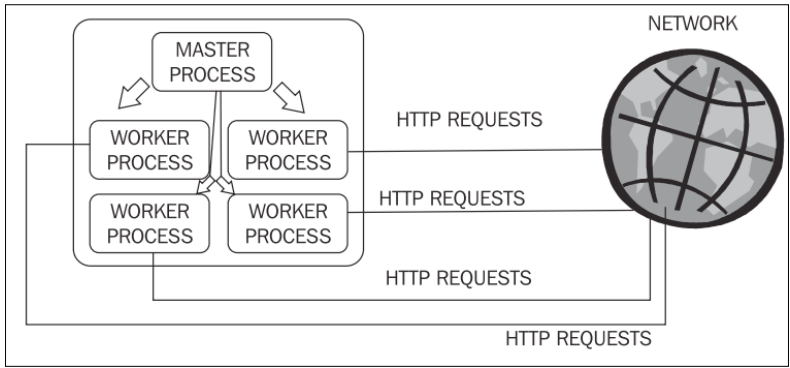 NETWORK
MASTER
PROCESS
HTTP REQUESTS
WORKER
PROCESS
WORKER
PROCESS
HTTP REQUESTS
WORKER
PROCESS
WORKER
PROCESS
HTTP REQUESTS
HTTP REQUESTS